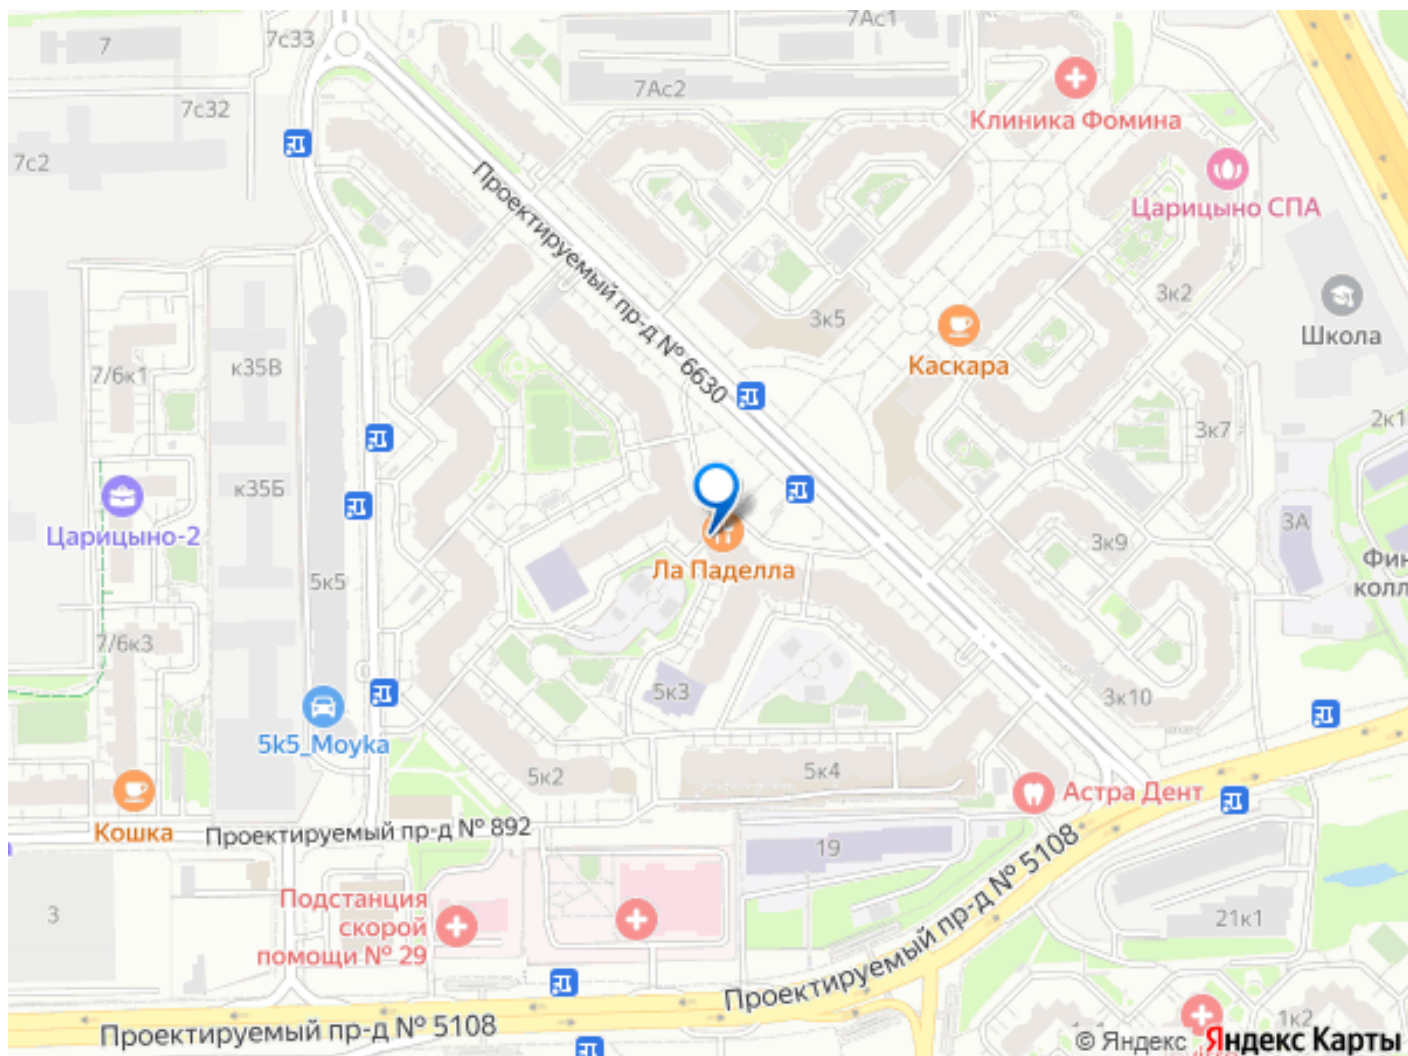 7с33
7Ас1
7
7Ас2
7с32
Клиника Фомина
7с2
Проектируемый пр-д № 6630
Царицыно СПА
3к2
3к5
Школа
Каскара
7/6к1
к35В
2к1
3к7
к35Б
Царицыно-2
3А
3к9
Фин
колл
Ла Паделла
5к5
7/6к3
5к3
3к10
5k5_Moyka
5к2
5к4
Астра Дент
Кошка
Проектируемый пр-д № 892
19
Проектируемый пр-д № 5108
Подстанция
скорой
помощи № 29
3
21к1
Проектируемый пр-д № 5108
1к2
© Яндекс Яндекс Карты